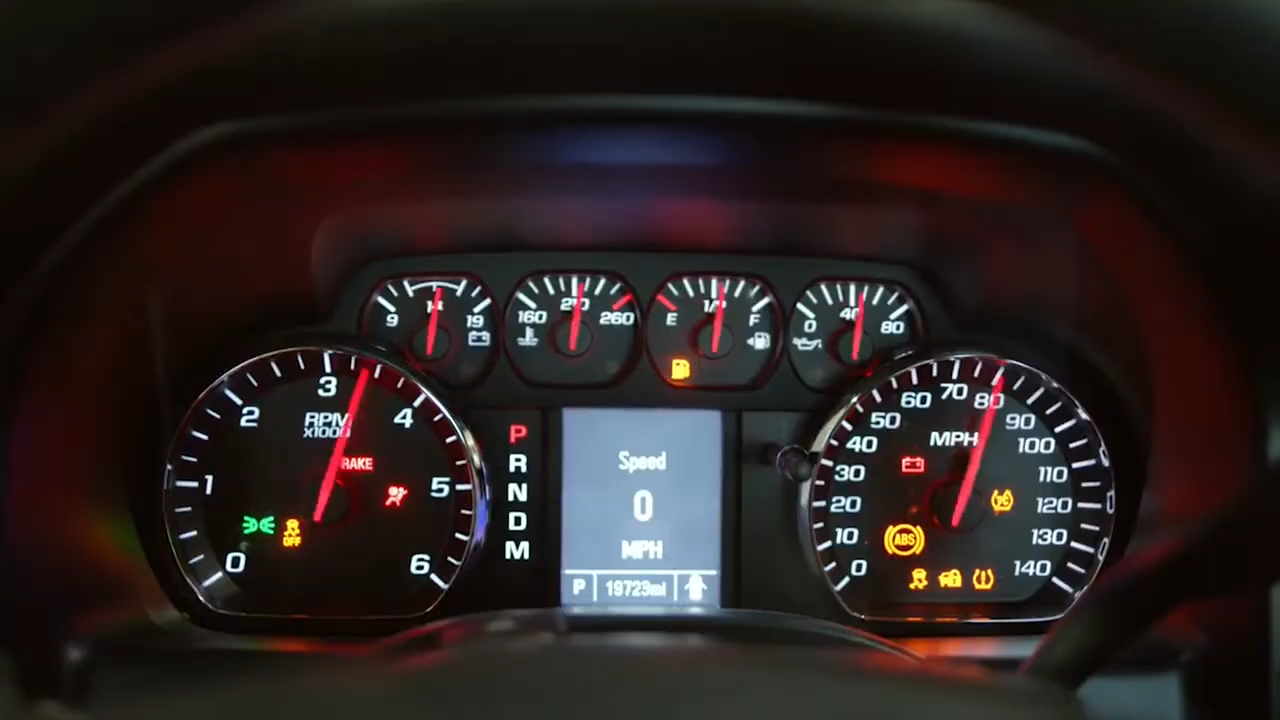 9 14 19
160 210 260
E 1/2 F
0 40 80
0 1 2 3 4 5 6
RPM
X1000
BRAKE
OFF
P
R
N
D
M
Speed
0
MPH
P 19723mi
0 10 20 30 40 50 60 70 80 90 100 110 120 130 140
MPH
TC
ABS